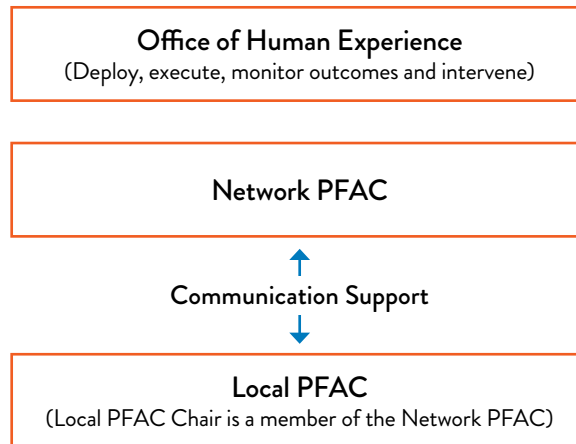 Office of Human Experience
(Deploy, execute, monitor outcomes and intervene)
Network PFAC
Communication Support
Local PFAC
(Local PFAC Chair is a member of the Network PFAC)